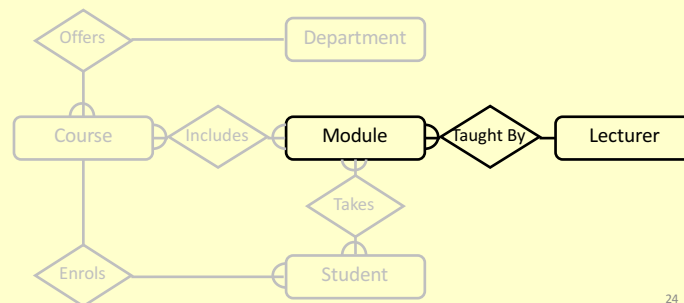 Offers
Department
Course
Includes
Module
Taught By
Lecturer
Takes
Enrols
Student
24